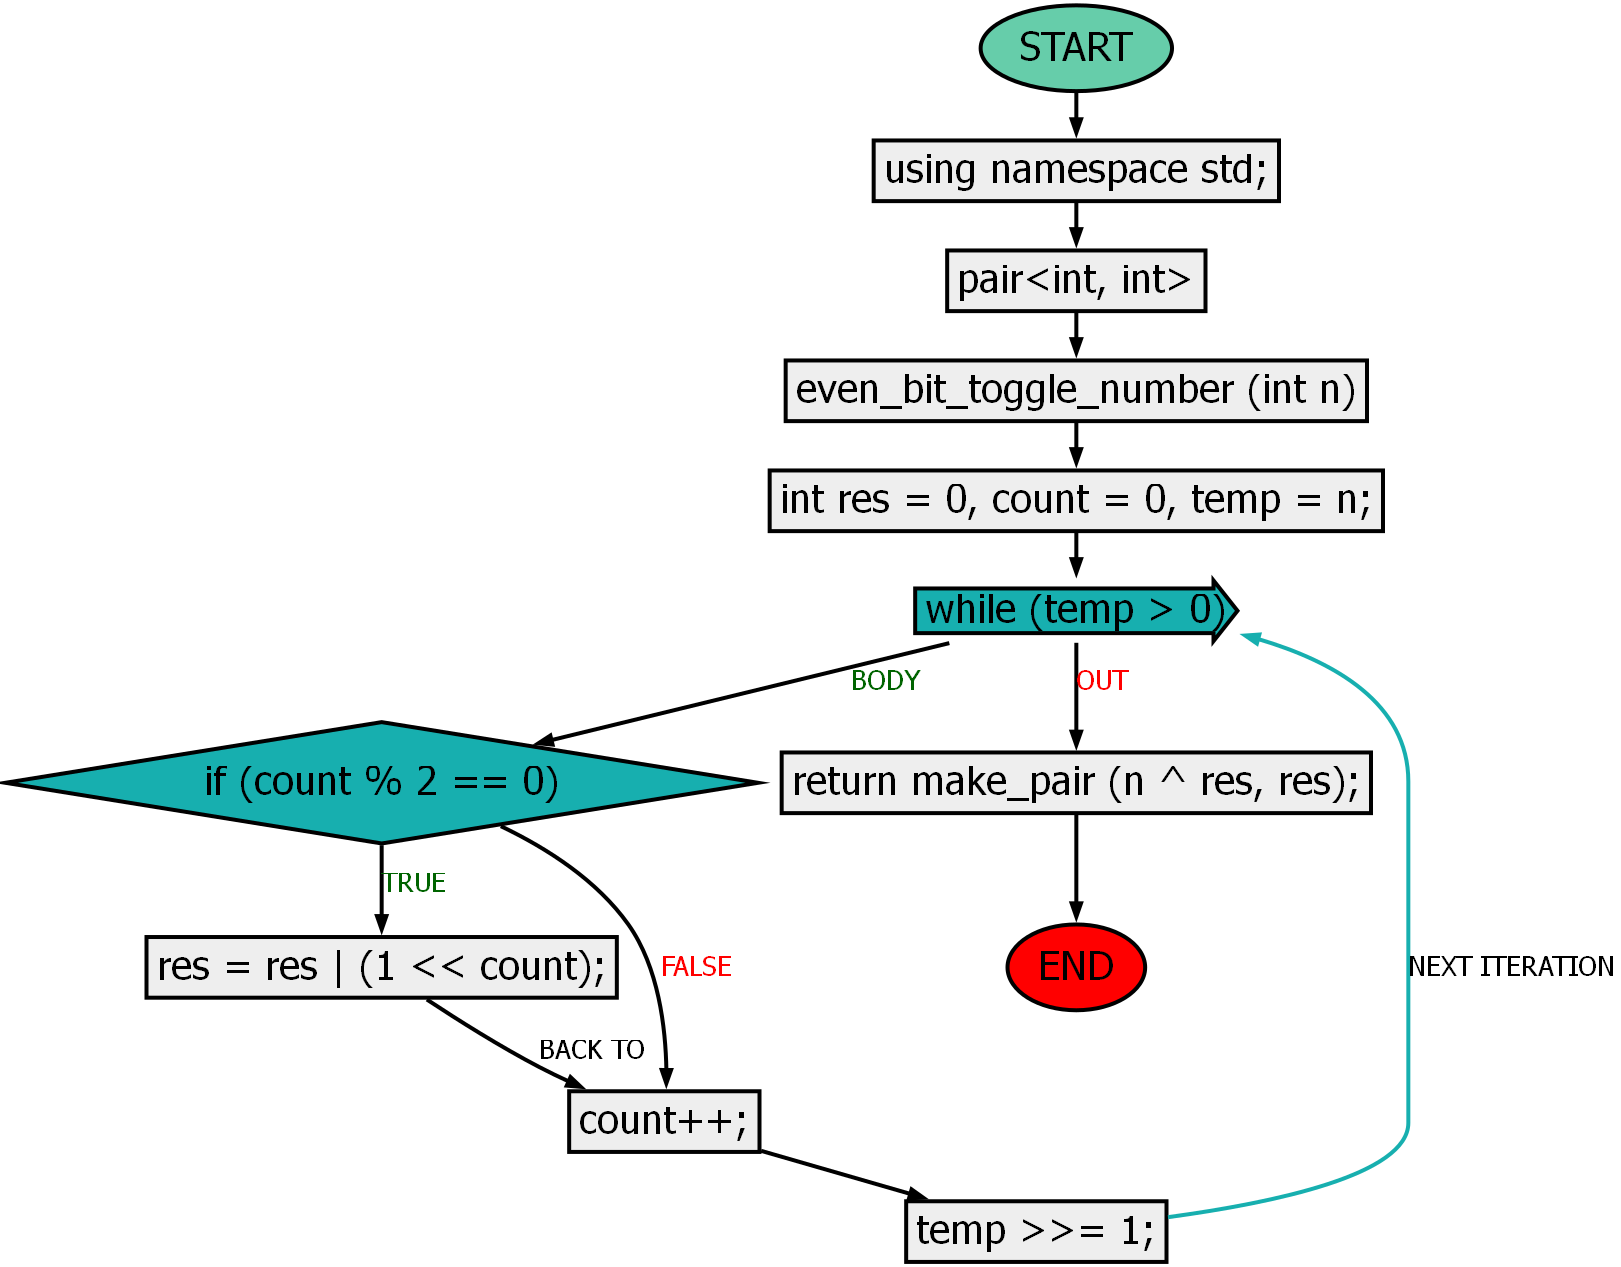 START
using namespace std;
pair<int, int>
even_bit_toggle_number (int n)
int res = 0, count = 0, temp = n;
while (temp > 0)
BODY
OUT
if (count % 2 == 0)
return make_pair (n ^ res, res);
TRUE
res = res | (1 << count);
FALSE
END
NEXT ITERATION
BACK TO
count++;
temp >>= 1;